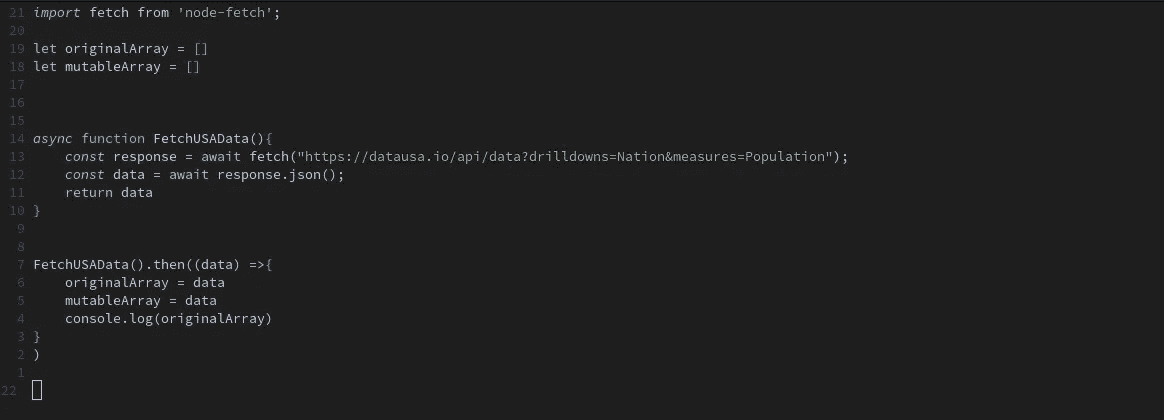 21 import fetch from 'node-fetch';
20
19 let originalArray = []
18 let mutableArray = []
17
16
15
14 async function FetchUSAData(){
13 const response = await fetch("https://datausa.io/api/data?drilldowns=Nation&measures=Population");
12 const data = await response.json();
11 return data
10 }
9
8
7 FetchUSAData().then((data) =>{
6 originalArray = data
5 mutableArray = data
4 console.log(originalArray)
3 }
2 )
1
22